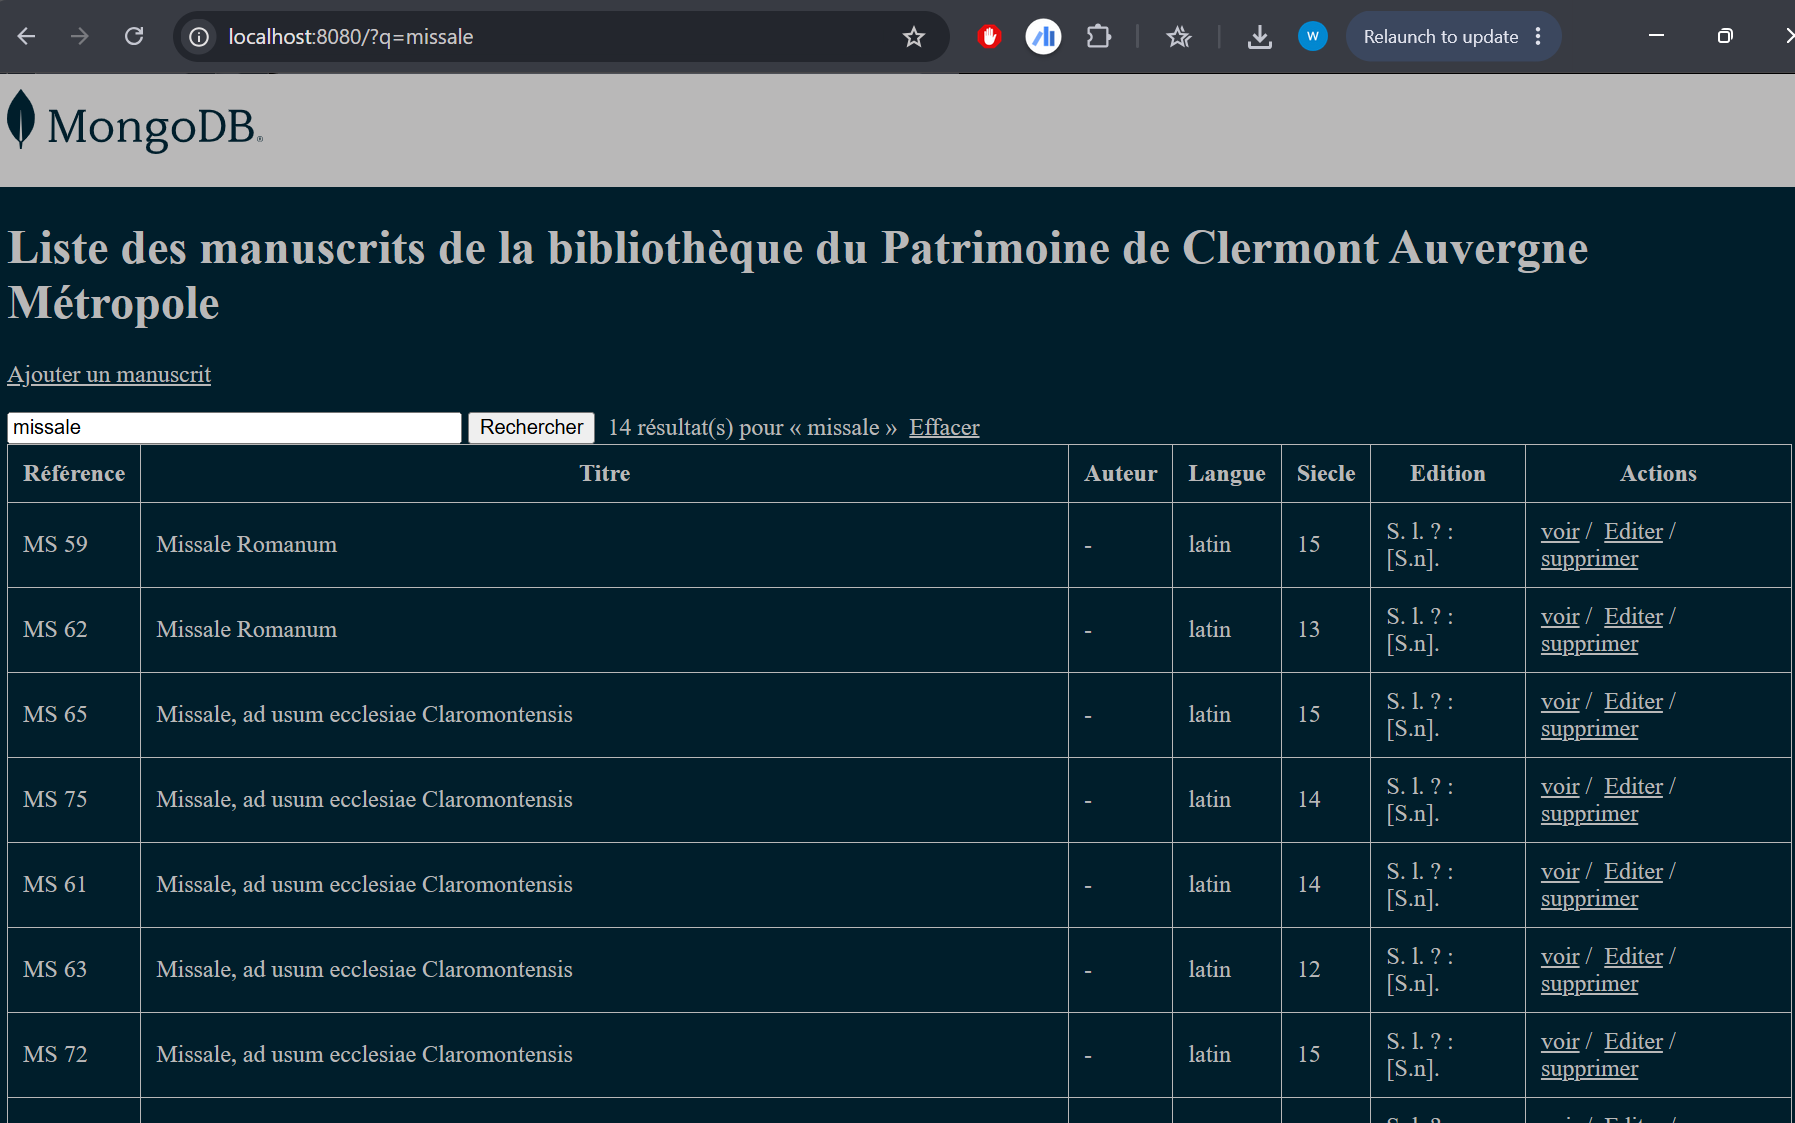 localhost:8080/?q=missale
W
Relaunch to update
MongoDB®
Liste des manuscrits de la bibliothèque du Patrimoine de Clermont Auvergne
Métropole
Ajouter un manuscrit
missale Rechercher 14 résultat(s) pour « missale » Effacer
Référence Titre Auteur Langue Siecle Edition Actions
MS 59 Missale Romanum - latin 15 S. l. ? : [S.n]. voir / Editer / supprimer
MS 62 Missale Romanum - latin 13 S. l. ? : [S.n]. voir / Editer / supprimer
MS 65 Missale, ad usum ecclesiae Claromontensis - latin 15 S. l. ? : [S.n]. voir / Editer / supprimer
MS 75 Missale, ad usum ecclesiae Claromontensis - latin 14 S. l. ? : [S.n]. voir / Editer / supprimer
MS 61 Missale, ad usum ecclesiae Claromontensis - latin 14 S. l. ? : [S.n]. voir / Editer / supprimer
MS 63 Missale, ad usum ecclesiae Claromontensis - latin 12 S. l. ? : [S.n]. voir / Editer / supprimer
MS 72 Missale, ad usum ecclesiae Claromontensis - latin 15 S. l. ? : [S.n]. voir / Editer / supprimer